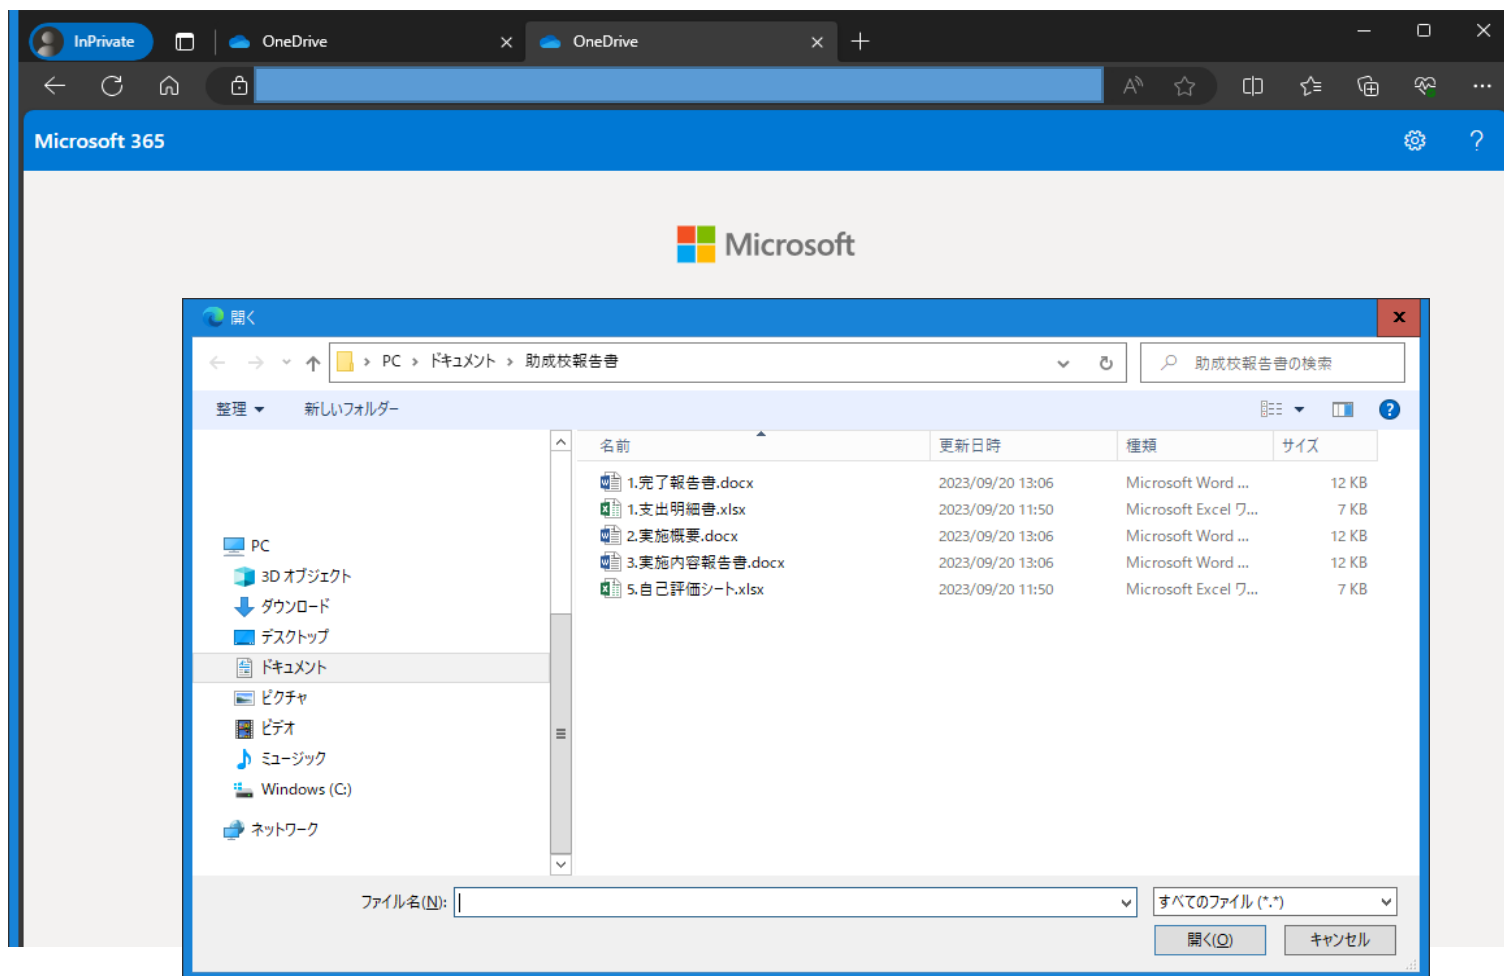 InPrivate OneDrive OneDrive
Microsoft 365
Microsoft
開く
PC ドキュメント 助成校報告書 助成校報告書の検索
整理 新しいフォルダー
名前 更新日時 種類 サイズ
1.完了報告書.docx 2023/09/20 13:06 Microsoft Word ... 12 KB
1.支出明細書.xlsx 2023/09/20 11:50 Microsoft Excel ワ... 7 KB
2.実施概要.docx 2023/09/20 13:06 Microsoft Word ... 12 KB
3.実施内容報告書.docx 2023/09/20 13:06 Microsoft Word ... 12 KB
5.自己評価シート.xlsx 2023/09/20 11:50 Microsoft Excel ワ... 7 KB
PC
3D オブジェクト
ダウンロード
デスクトップ
ドキュメント
ピクチャ
ビデオ
ミュージック
Windows (C:)
ネットワーク
ファイル名(N): すべてのファイル (*.*)
開く(O) キャンセル